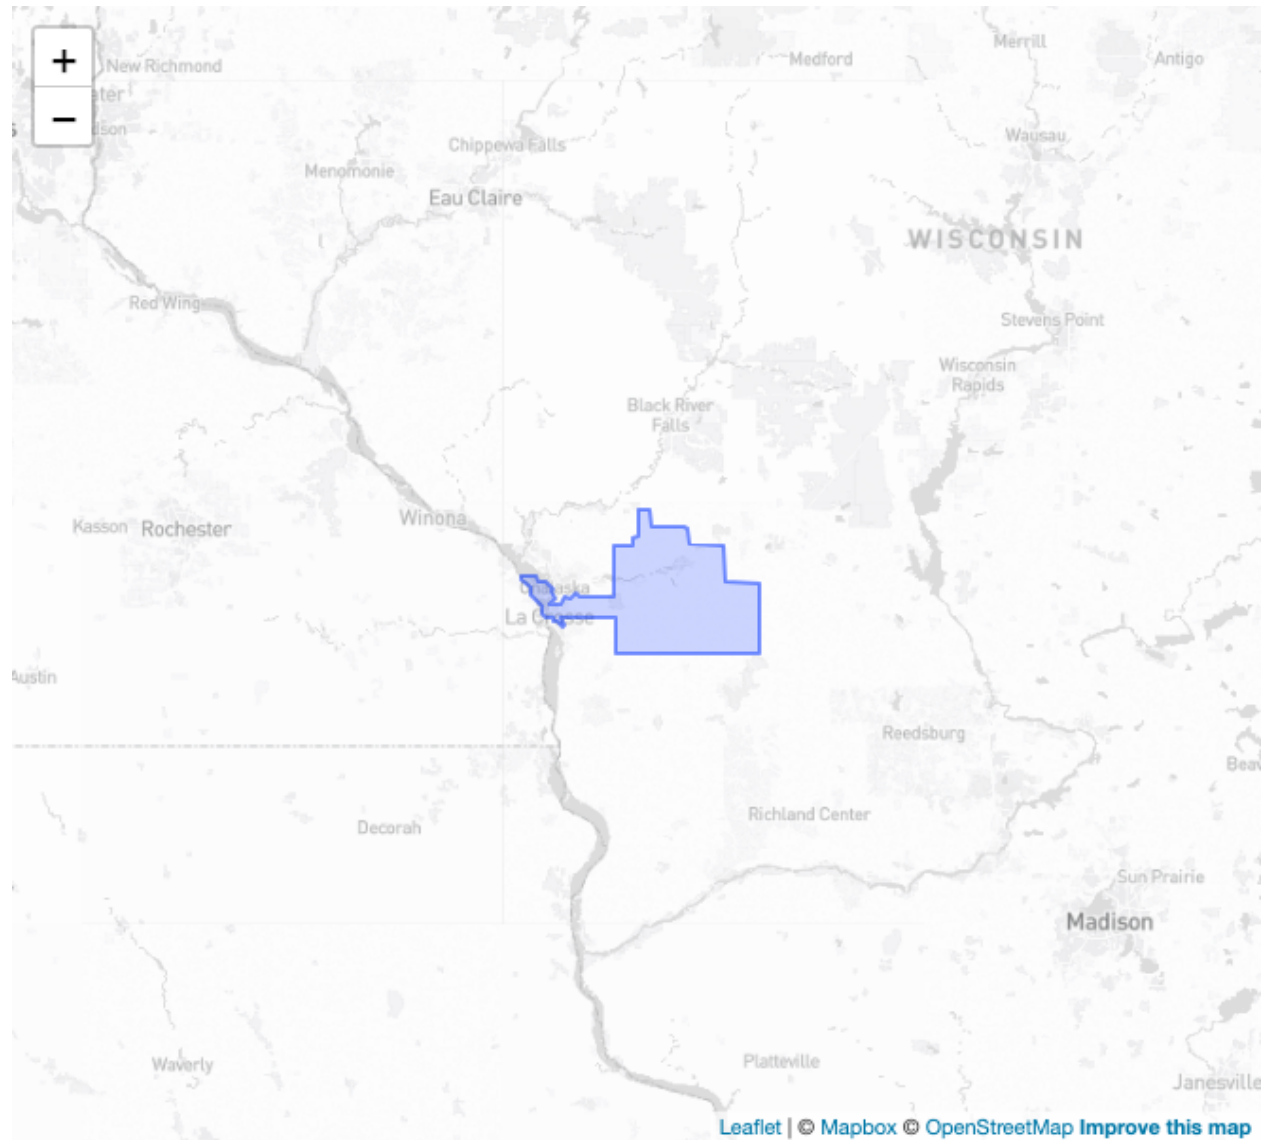 +
New Richmond
Medford
Merrill
Antigo
−
Chippewa Falls
Wausau
Menomonie
Eau Claire
WISCONSIN
Red Wing
Stevens Point
Wisconsin
Rapids
Black River
Falls
Winona
Kasson
Rochester
La Crosse
Austin
Reedsburg
Richland Center
Decorah
Sun Prairie
Madison
Waverly
Platteville
Janesville
Leaflet | © Mapbox © OpenStreetMap Improve this map